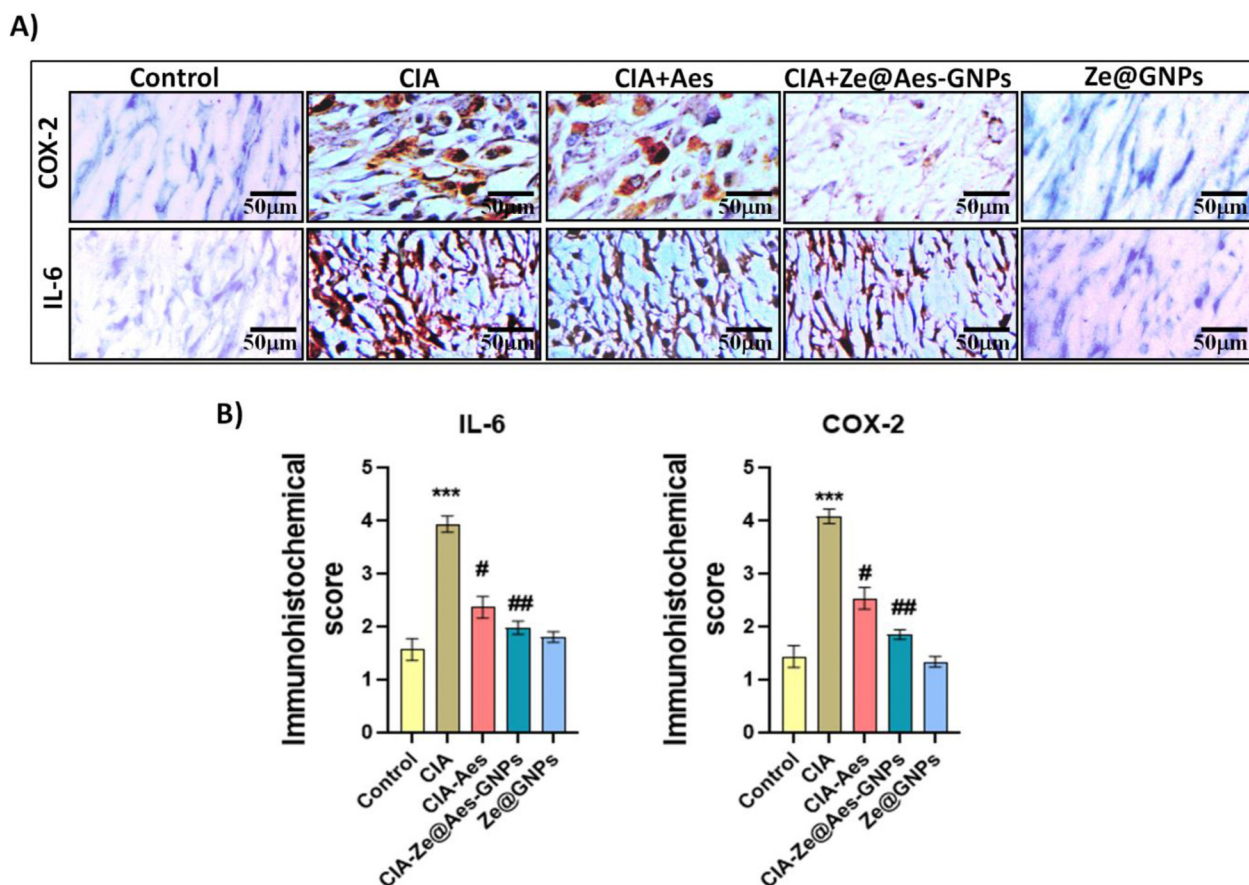 A)
Control CIA CIA+Aes CIA+Ze@Aes-GNPs Ze@GNPs
COX-2
50μm 50μm 50μm 50μm 50μm
IL-6
50μm 50μm 50μm 50μm 50μm
B)
IL-6
Immunohistochemical
score
5
4
3
2
1
0
***
#
##
Control
CIA
CIA-Aes
CIA-Ze@Aes-GNPs
Ze@GNPs
COX-2
Immunohistochemical
score
5
4
3
2
1
0
***
#
##
Control
CIA
CIA-Aes
CIA-Ze@Aes-GNPs
Ze@GNPs